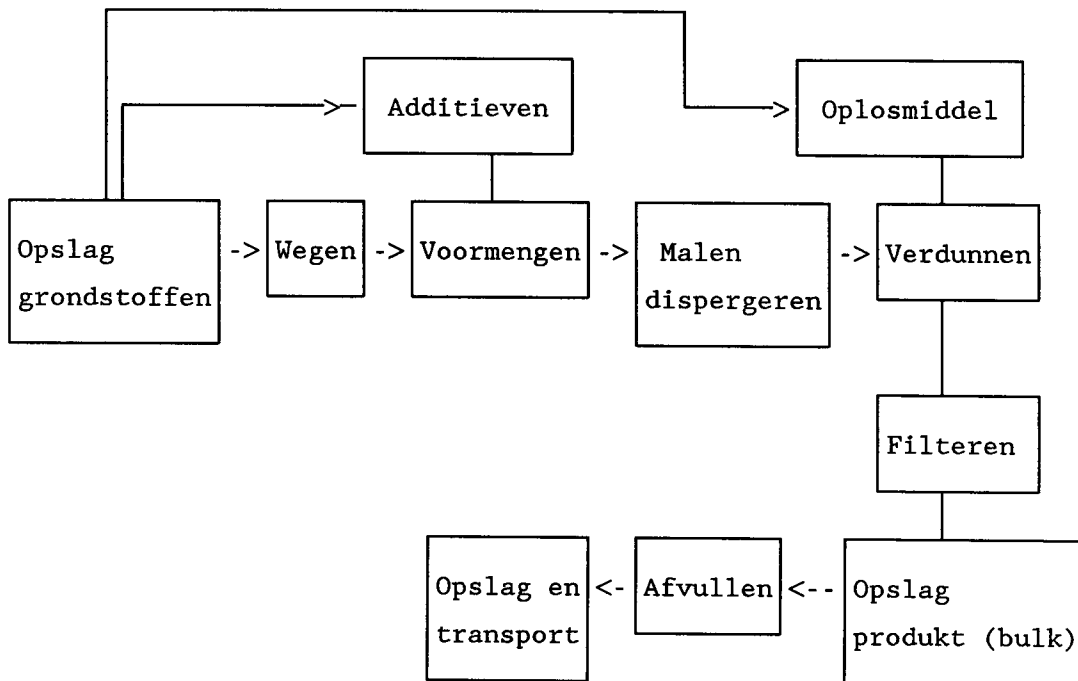 Additieven
Oplosmiddel
Opslag
grondstoffen
-> Wegen -> Voormengen -> Malen
dispergeren
-> Verdunnen
Filteren
Opslag en
transport
<- Afvullen <-- Opslag
produkt (bulk)